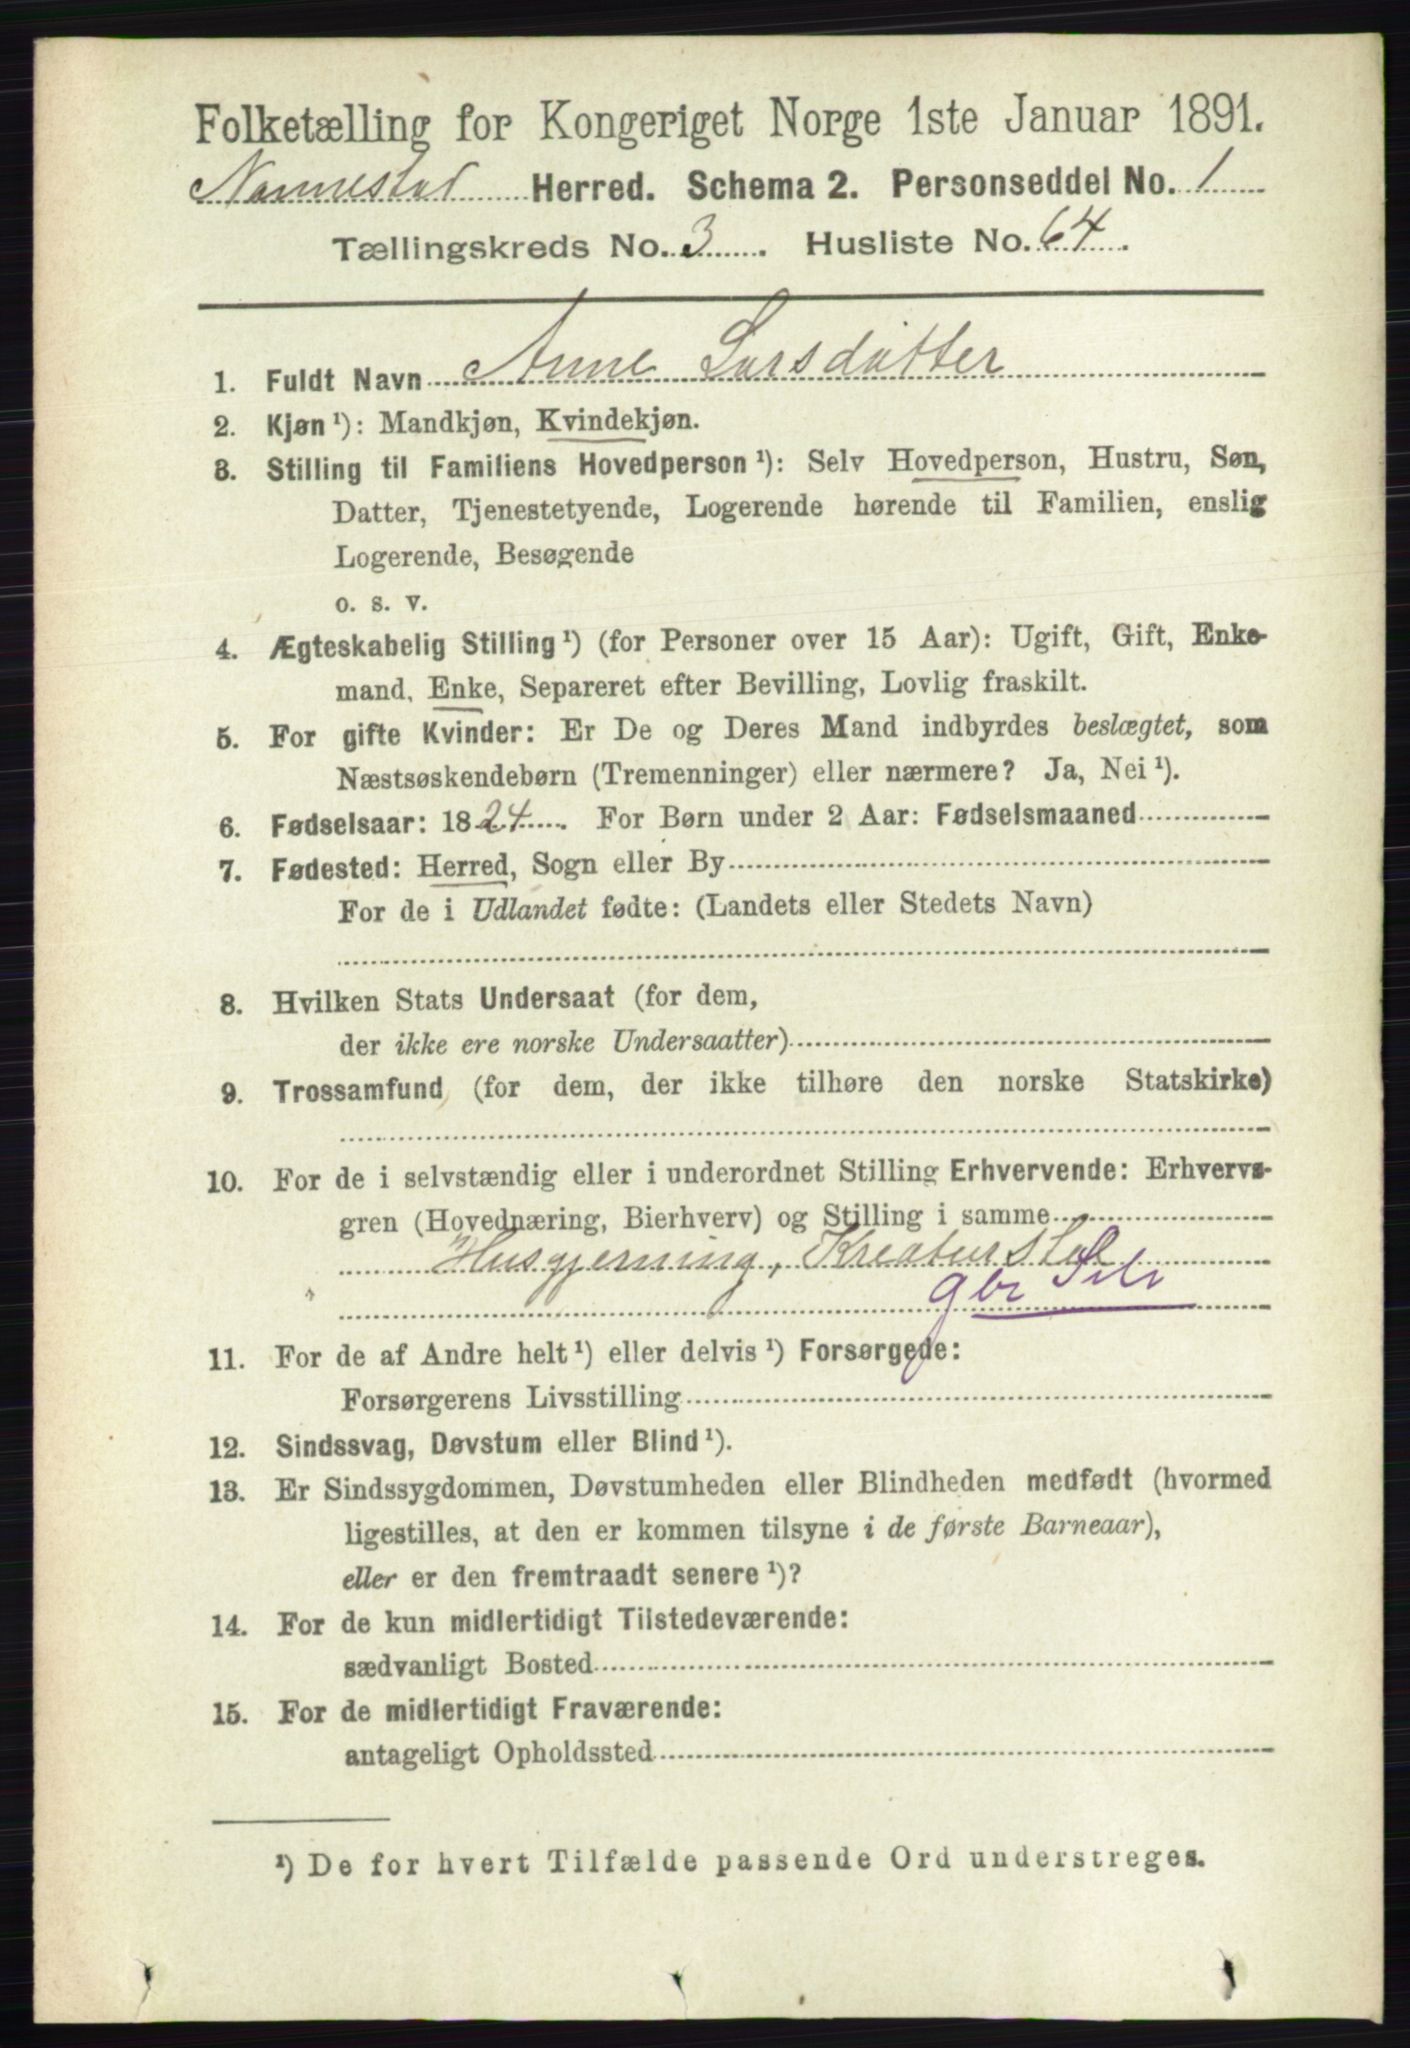 Folketælling for Kongeriget Norge 1ste Januar 1891.
Nannestad Herred. Schema 2. Personseddel No. 1
Tællingskreds No. 3. Husliste No. 64.
1. Fuldt Navn Anne Larsdatter
2. Kjøn ¹): Mandkjøn, Kvindekjøn.
3. Stilling til Familiens Hovedperson ¹): Selv Hovedperson, Hustru, Søn,
Datter, Tjenestetyende, Logerende hørende til Familien, enslig
Logerende, Besøgende
o. s. v.
4. Ægteskabelig Stilling ¹) (for Personer over 15 Aar): Ugift, Gift, Enke-
mand, Enke, Separeret efter Bevilling, Lovlig fraskilt.
5. For gifte Kvinder: Er De og Deres Mand indbyrdes beslægtet, som
Næstsøskendebørn (Tremenninger) eller nærmere? Ja, Nei ¹).
6. Fødselsaar: 1824. For Børn under 2 Aar: Fødselsmaaned
7. Fødested: Herred, Sogn eller By
For de i Udlandet fødte: (Landets eller Stedets Navn)
8. Hvilken Stats Undersaat (for dem,
der ikke ere norske Undersaatter)
9. Trossamfund (for dem, der ikke tilhøre den norske Statskirke)
10. For de i selvstændig eller i underordnet Stilling Erhvervende: Erhvervs-
gren (Hovednæring, Bierhverv) og Stilling i samme
Husgjerning, Kreaturstel
gbr
11. For de af Andre helt ¹) eller delvis ¹) Forsørgede:
Forsørgerens Livsstilling
12. Sindssvag, Døvstum eller Blind ¹).
13. Er Sindssygdommen, Døvstumheden eller Blindheden medfødt (hvormed
ligestilles, at den er kommen tilsyne i de første Barneaar),
eller er den fremtraadt senere ¹)?
14. For de kun midlertidigt Tilstedeværende:
sædvanligt Bosted
15. For de midlertidigt Fraværende:
antageligt Opholdssted
¹) De for hvert Tilfælde passende Ord understreges.